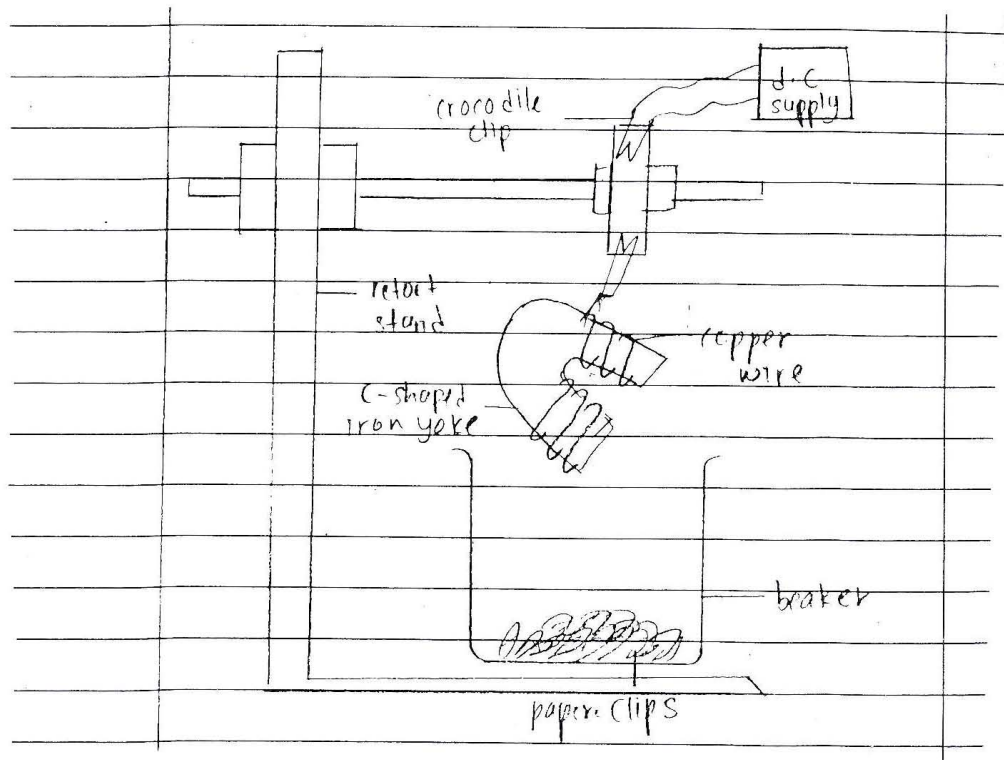 d.c
supply
crocodile
clip
retort
stand
copper
wire
C-shaped
iron yoke
beaker
paper clips